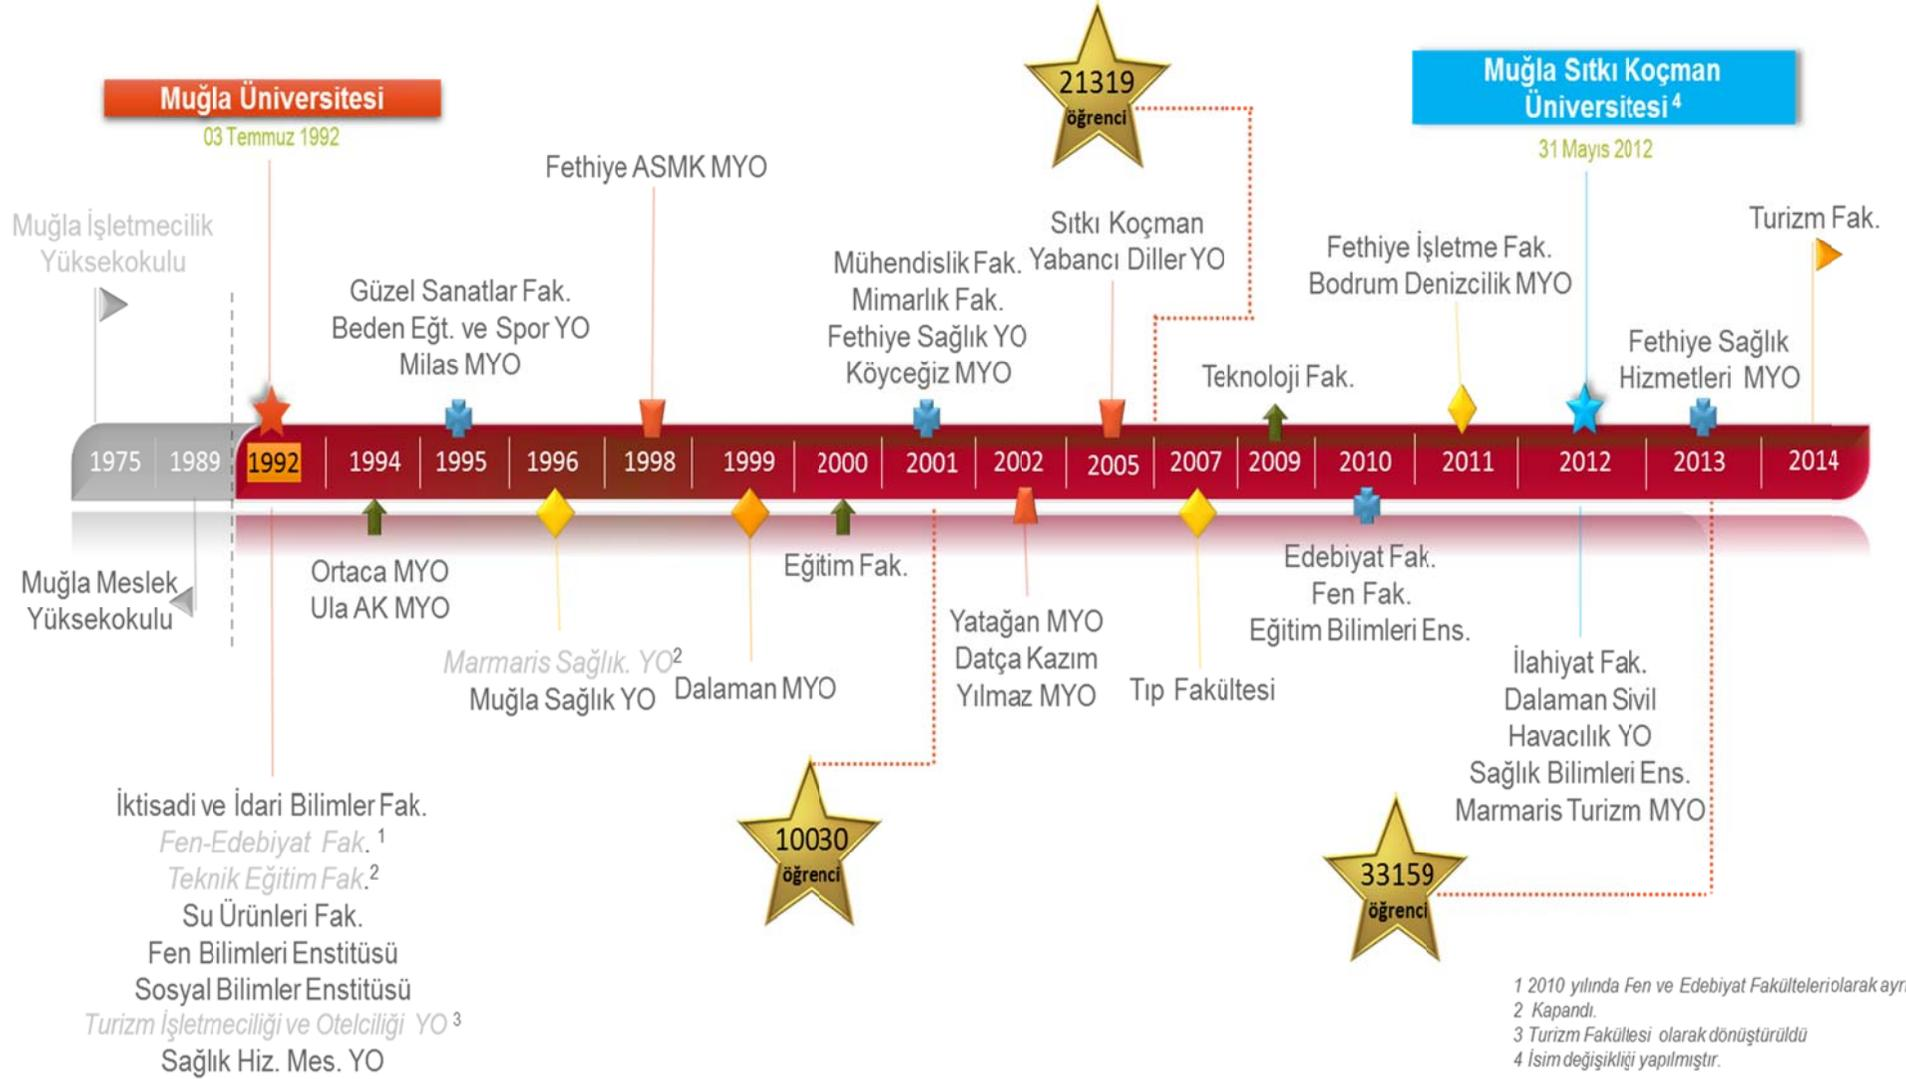 21319
öğrenci
Muğla Üniversitesi
03 Temmuz 1992
Muğla Sıtkı Koçman
Üniversitesi 4
31 Mayıs 2012
Muğla İşletmecilik
Yüksekokulu
Güzel Sanatlar Fak.
Beden Eğt. ve Spor YO
Milas MYO
Fethiye ASMK MYO
Mühendislik Fak.
Mimarlık Fak.
Fethiye Sağlık YO
Köyceğiz MYO
Sıtkı Koçman
Yabancı Diller YO
Teknoloji Fak.
Fethiye İşletme Fak.
Bodrum Denizcilik MYO
Fethiye Sağlık
Hizmetleri MYO
Turizm Fak.
1975 1989 1992 1994 1995 1996 1998 1999 2000 2001 2002 2005 2007 2009 2010 2011 2012 2013 2014
Muğla Meslek
Yüksekokulu
Ortaca MYO
Ula AK MYO
Marmaris Sağlık. YO2
Muğla Sağlık YO
Dalaman MYO
Eğitim Fak.
Yatağan MYO
Datça Kazım
Yılmaz MYO
Tıp Fakültesi
Edebiyat Fak.
Fen Fak.
Eğitim Bilimleri Ens.
İlahiyat Fak.
Dalaman Sivil
Havacılık YO
Sağlık Bilimleri Ens.
Marmaris Turizm MYO
İktisadi ve İdari Bilimler Fak.
Fen-Edebiyat Fak. 1
Teknik Eğitim Fak.2
Su Ürünleri Fak.
Fen Bilimleri Enstitüsü
Sosyal Bilimler Enstitüsü
Turizm İşletmeciliği ve Otelciliği YO 3
Sağlık Hiz. Mes. YO
10030
öğrenci
33159
öğrenci
1 2010 yılında Fen ve Edebiyat Fakülteleri olarak
2 Kapandı.
3 Turizm Fakültesi olarak dönüştürüldü
4 İsim değişikliği yapılmıştır.